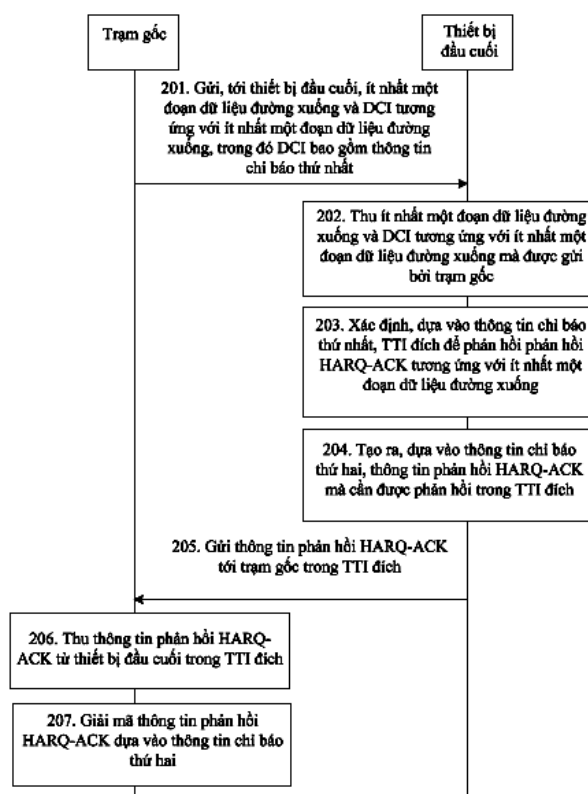 Trạm gốc
Thiết bị
đầu cuối
201. Gửi, tới thiết bị đầu cuối, ít nhất một
đoạn dữ liệu đường xuống và DCI tương
ứng với ít nhất một đoạn dữ liệu đường
xuống, trong đó DCI bao gồm thông tin
chỉ báo thứ nhất
202. Thu ít nhất một đoạn dữ liệu đường
xuống và DCI tương ứng với ít nhất một
đoạn dữ liệu đường xuống mà được gửi
bởi trạm gốc
203. Xác định, dựa vào thông tin chỉ báo
thứ nhất, TTI đích để phản hồi phản hồi
HARQ-ACK tương ứng với ít nhất một
đoạn dữ liệu đường xuống
204. Tạo ra, dựa vào thông tin chỉ báo
thứ hai, thông tin phản hồi HARQ-ACK
mà cần được phản hồi trong TTI đích
205. Gửi thông tin phản hồi HARQ-ACK
tới trạm gốc trong TTI đích
206. Thu thông tin phản hồi HARQ-
ACK từ thiết bị đầu cuối trong TTI đích
207. Giải mã thông tin phản hồi
HARQ-ACK dựa vào thông tin chỉ báo
thứ hai